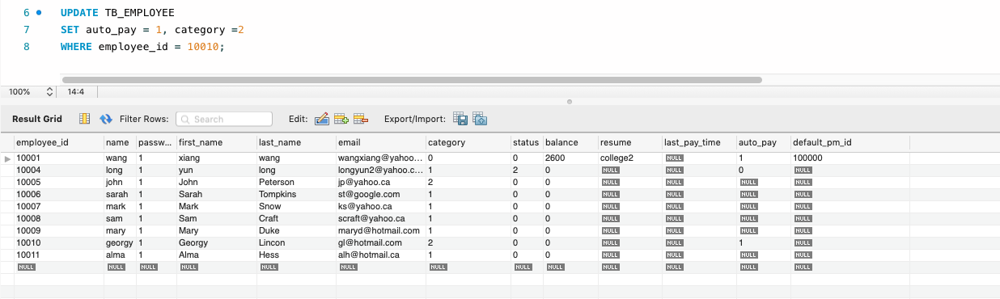 6 UPDATE TB_EMPLOYEE
7 SET auto_pay = 1, category =2
8 WHERE employee_id = 10010;
100% 14:4
Result Grid Filter Rows: Search Edit: Export/Import:
employee_id name passw... first_name last_name email category status balance resume last_pay_time auto_pay default_pm_id
10001 wang 1 xiang wang wangxiang@yahoo... 0 0 2600 college2 NULL 1 100000
10004 long 1 yun long longyun2@yahoo.c... 1 2 0 NULL NULL 0 NULL
10005 john 1 John Peterson jp@yahoo.ca 2 0 0 NULL NULL NULL NULL
10006 sarah 1 Sarah Tompkins st@google.com 1 0 0 NULL NULL NULL NULL
10007 mark 1 Mark Snow ks@yahoo.ca 1 0 0 NULL NULL NULL NULL
10008 sam 1 Sam Craft scraft@yahoo.ca 1 0 0 NULL NULL NULL NULL
10009 mary 1 Mary Duke maryd@hotmail.com 1 0 0 NULL NULL NULL NULL
10010 georgy 1 Georgy Lincon gl@hotmail.com 2 0 0 NULL NULL 1 NULL
10011 alma 1 Alma Hess alh@hotmail.ca 1 0 0 NULL NULL NULL NULL
NULL NULL NULL NULL NULL NULL NULL NULL NULL NULL NULL NULL NULL